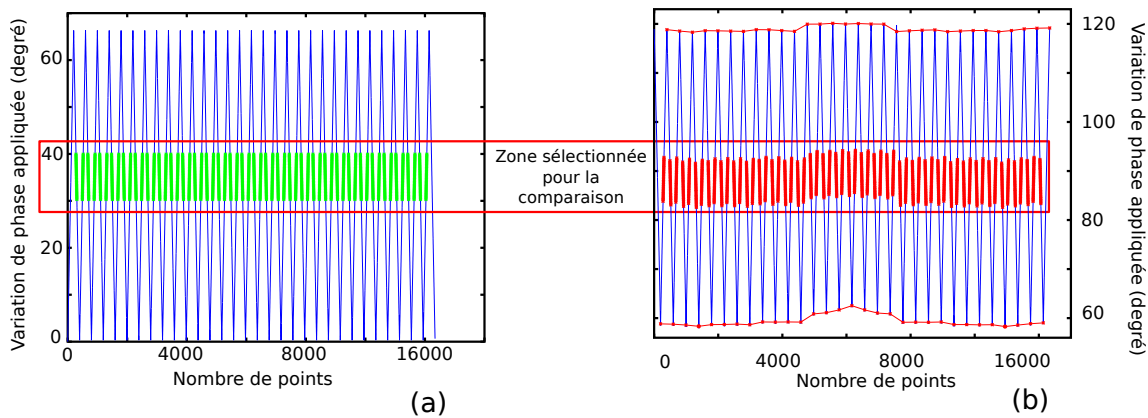 Variation de phase appliquée (degré)
60
40
20
0
0
4000
8000
16000
Nombre de points
(a)
Zone sélectionnée
pour la
comparaison
120
100
80
60
0
4000
8000
16000
Nombre de points
(b)
Variation de phase appliquée (degré)